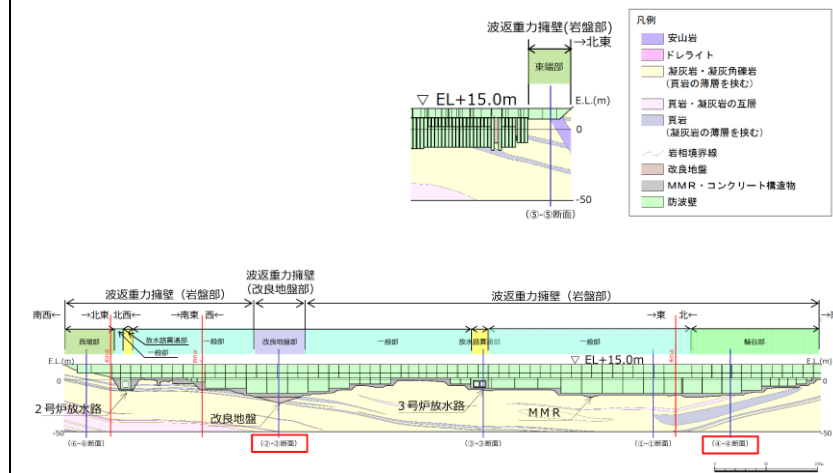 波返重力擁壁(岩盤部)
→北東
東端部
▽ EL+15.0m
E.L.(m)
0
-50
(⑤-⑤断面)
凡例
安山岩
ドレライト
凝灰岩・凝灰角礫岩
(頁岩の薄層を挟む)
頁岩・凝灰岩の互層
頁岩
(凝灰岩の薄層を挟む)
岩相境界線
改良地盤
MMR・コンクリート構造物
防波壁
波返重力擁壁（岩盤部）
波返重力擁壁
(改良地盤部)
波返重力擁壁（岩盤部）
南西←
→北東
北西←
→南東
西←
→東
北←
西端部
放水路貫通部
一般部
一般部
改良地盤部
一般部
放水路貫通部
一般部
輪谷部
E.L.(m)
▽ EL+15.0m
E.L.(m)
0
0
2号炉放水路
改良地盤
3号炉放水路
MMR
-50
-50
(⑥-⑥断面)
(②-②断面)
(③-③断面)
(①-①断面)
(④-④断面)